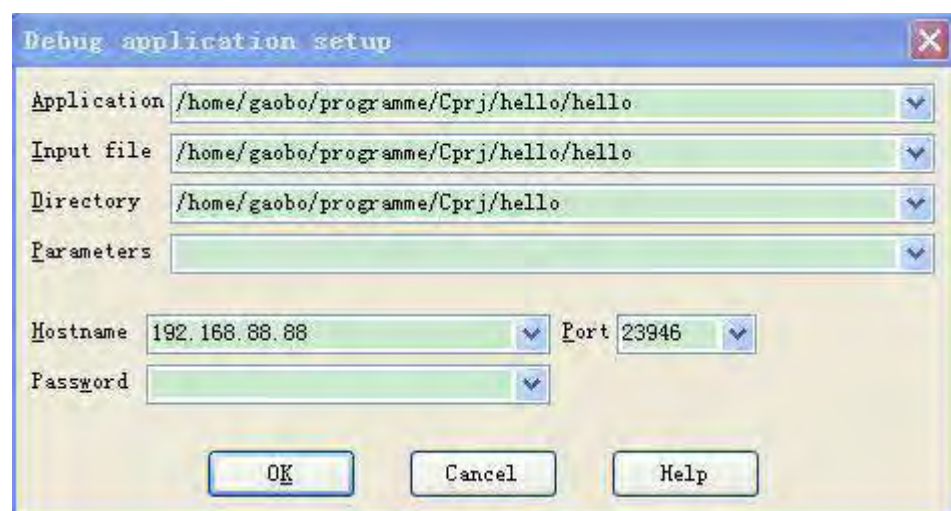 Debug application setup
Application /home/gaobo/programme/Cprj/hello/hello
Input file /home/gaobo/programme/Cprj/hello/hello
Directory /home/gaobo/programme/Cprj/hello
Parameters
Hostname 192.168.88.88 Port 23946
Password
OK Cancel Help